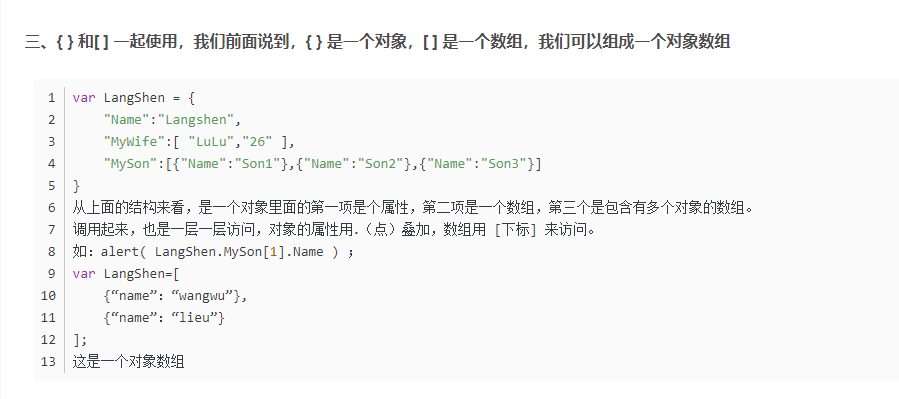 三、{ } 和[ ] 一起使用，我们前面说到，{ } 是一个对象，[ ] 是一个数组，我们可以组成一个对象数组
1 var LangShen = {
2     "Name":"Langshen",
3     "MyWife":[ "LuLu","26" ],
4     "MySon":[{"Name":"Son1"},{"Name":"Son2"},{"Name":"Son3"}]
5 }
6 从上面的结构来看，是一个对象里面的第一项是个属性，第二项是一个数组，第三个是包含有多个对象的数组。
7 调用起来，也是一层一层访问，对象的属性用.（点）叠加，数组用 [下标] 来访问。
8 如：alert( LangShen.MySon[1].Name ) ；
9 var LangShen=[
10     {“name”：“wangwu”},
11     {“name”：“lieu”}
12 ];
13 这是一个对象数组